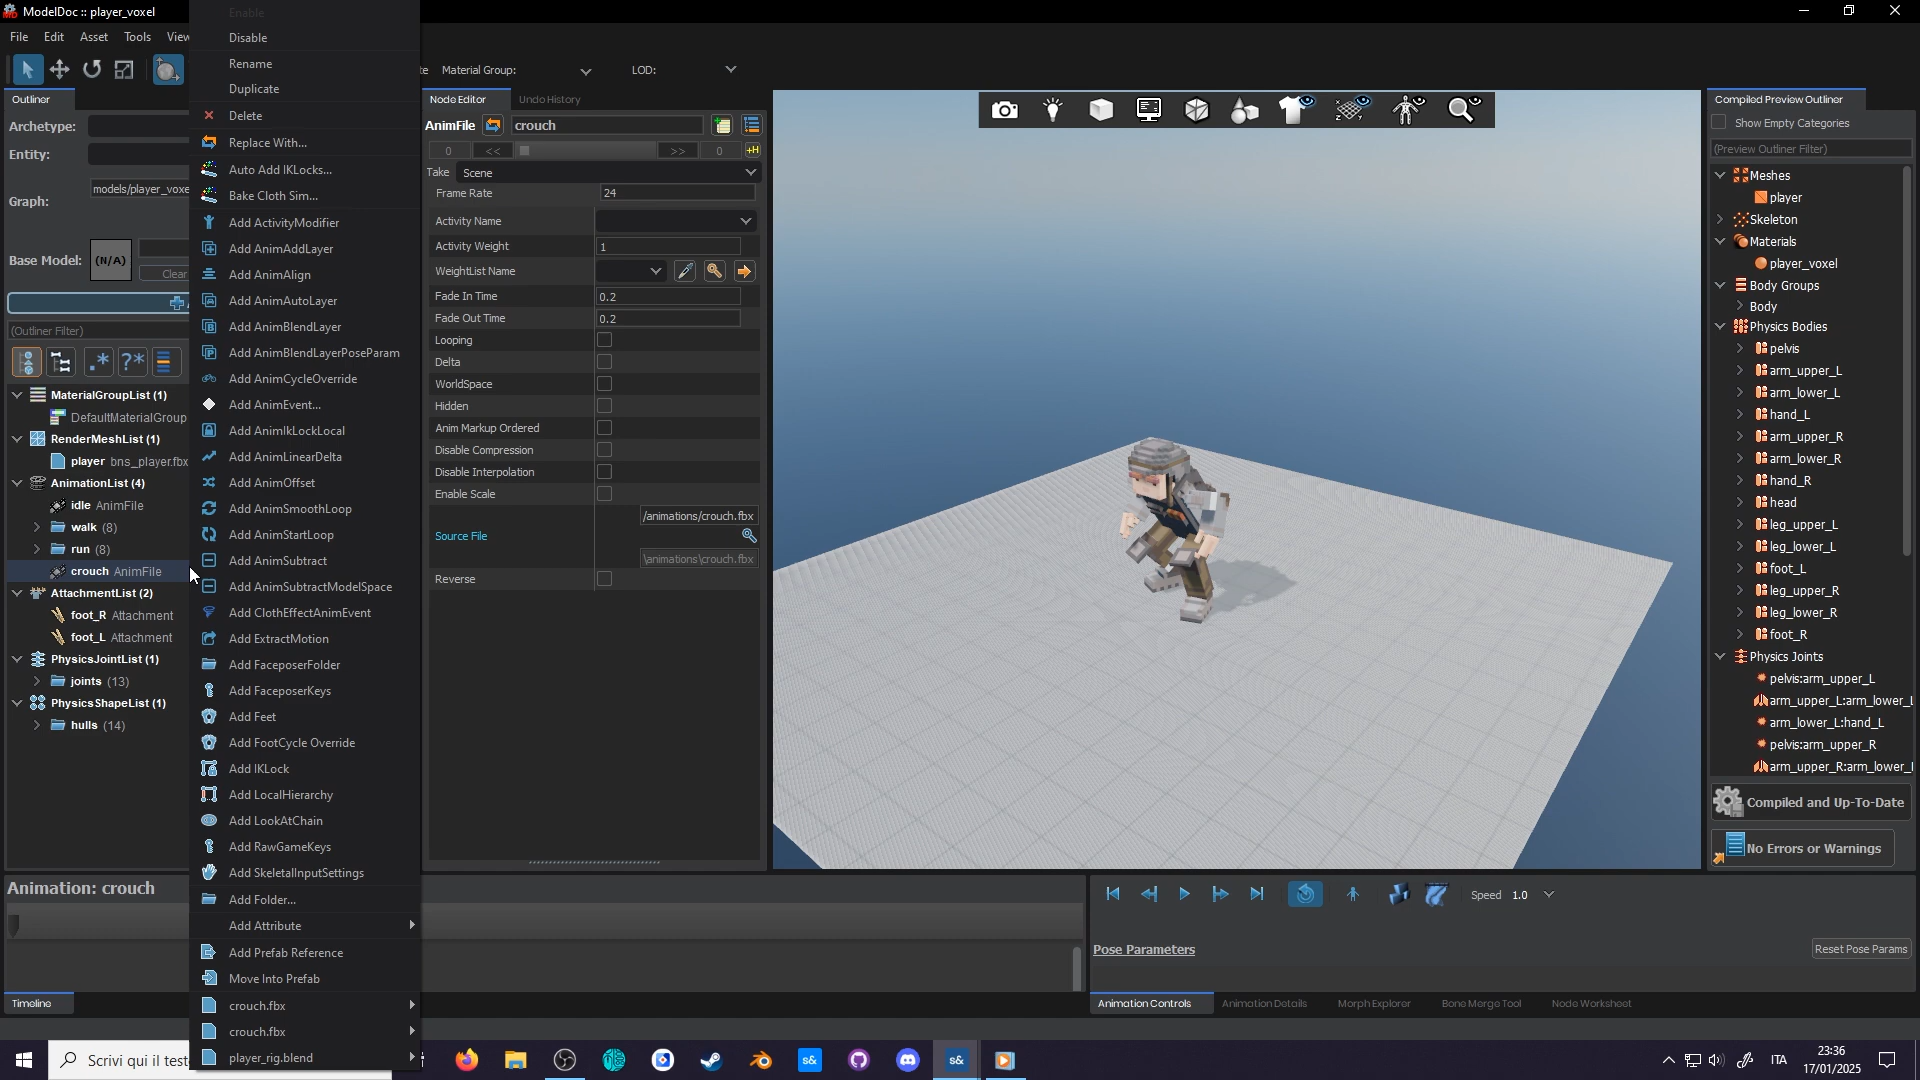 ModelDoc :: player_voxel
File Edit Asset Tools View
Material Group:
LOD:
Outliner
Archetype:
Entity:
Graph:
models/player_voxe
Base Model:
(N/A)
Clear
(Outliner Filter)
.*
?*
MaterialGroupList (1)
DefaultMaterialGroup
RenderMeshList (1)
player bns_player.fbx
AnimationList (4)
idle AnimFile
walk (8)
run (8)
crouch AnimFile
AttachmentList (2)
foot_R Attachment
foot_L Attachment
PhysicsJointList (1)
joints (13)
PhysicsShapeList (1)
hulls (14)
Enable
Disable
Rename
Duplicate
Delete
Replace With...
Auto Add IKLocks...
Bake Cloth Sim...
Add ActivityModifier
Add AnimAddLayer
Add AnimAlign
Add AnimAutoLayer
Add AnimBlendLayer
Add AnimBlendLayerPoseParam
Add AnimCycleOverride
Add AnimEvent...
Add AnimIkLockLocal
Add AnimLinearDelta
Add AnimOffset
Add AnimSmoothLoop
Add AnimStartLoop
Add AnimSubtract
Add AnimSubtractModelSpace
Add ClothEffectAnimEvent
Add ExtractMotion
Add FaceposerFolder
Add FaceposerKeys
Add Feet
Add FootCycle Override
Add IKLock
Add LocalHierarchy
Add LookAtChain
Add RawGameKeys
Add SkeletalInputSettings
Add Folder...
Add Attribute
Add Prefab Reference
Move Into Prefab
crouch.fbx
crouch.fbx
player_rig.blend
Node Editor
Undo History
AnimFile
crouch
0 << >> 0 +H
Take
Scene
Frame Rate
24
Activity Name
Activity Weight
1
WeightList Name
Fade In Time
0.2
Fade Out Time
0.2
Looping
Delta
WorldSpace
Hidden
Anim Markup Ordered
Disable Compression
Disable Interpolation
Enable Scale
Source File
/animations/crouch.fbx
\animations\crouch.fbx
Reverse
Compiled Preview Outliner
Show Empty Categories
(Preview Outliner Filter)
Meshes
player
Skeleton
Materials
player_voxel
Body Groups
Body
Physics Bodies
pelvis
arm_upper_L
arm_lower_L
hand_L
arm_upper_R
arm_lower_R
hand_R
head
leg_upper_L
leg_lower_L
foot_L
leg_upper_R
leg_lower_R
foot_R
Physics Joints
pelvis:arm_upper_L
arm_upper_L:arm_lower_L
arm_lower_L:hand_L
pelvis:arm_upper_R
arm_upper_R:arm_lower_
Compiled and Up-To-Date
No Errors or Warnings
Animation: crouch
Timeline
Speed 1.0
Pose Parameters
Reset Pose Params
Animation Controls
Animation Details
Morph Explorer
Bone Merge Tool
Node Worksheet
Scrivi qui il test
s&
s&
ITA
23:36
17/01/2025